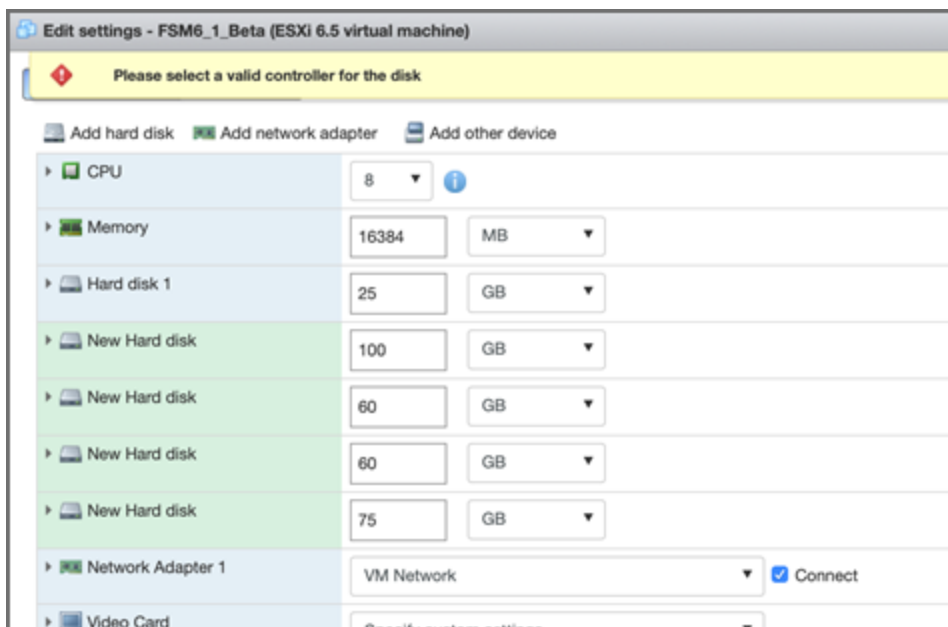 Edit settings - FSM6_1_Beta (ESXi 6.5 virtual machine)
Please select a valid controller for the disk
Add hard disk Add network adapter Add other device
CPU 8
Memory 16384 MB
Hard disk 1 25 GB
New Hard disk 100 GB
New Hard disk 60 GB
New Hard disk 60 GB
New Hard disk 75 GB
Network Adapter 1 VM Network Connect
Video Card